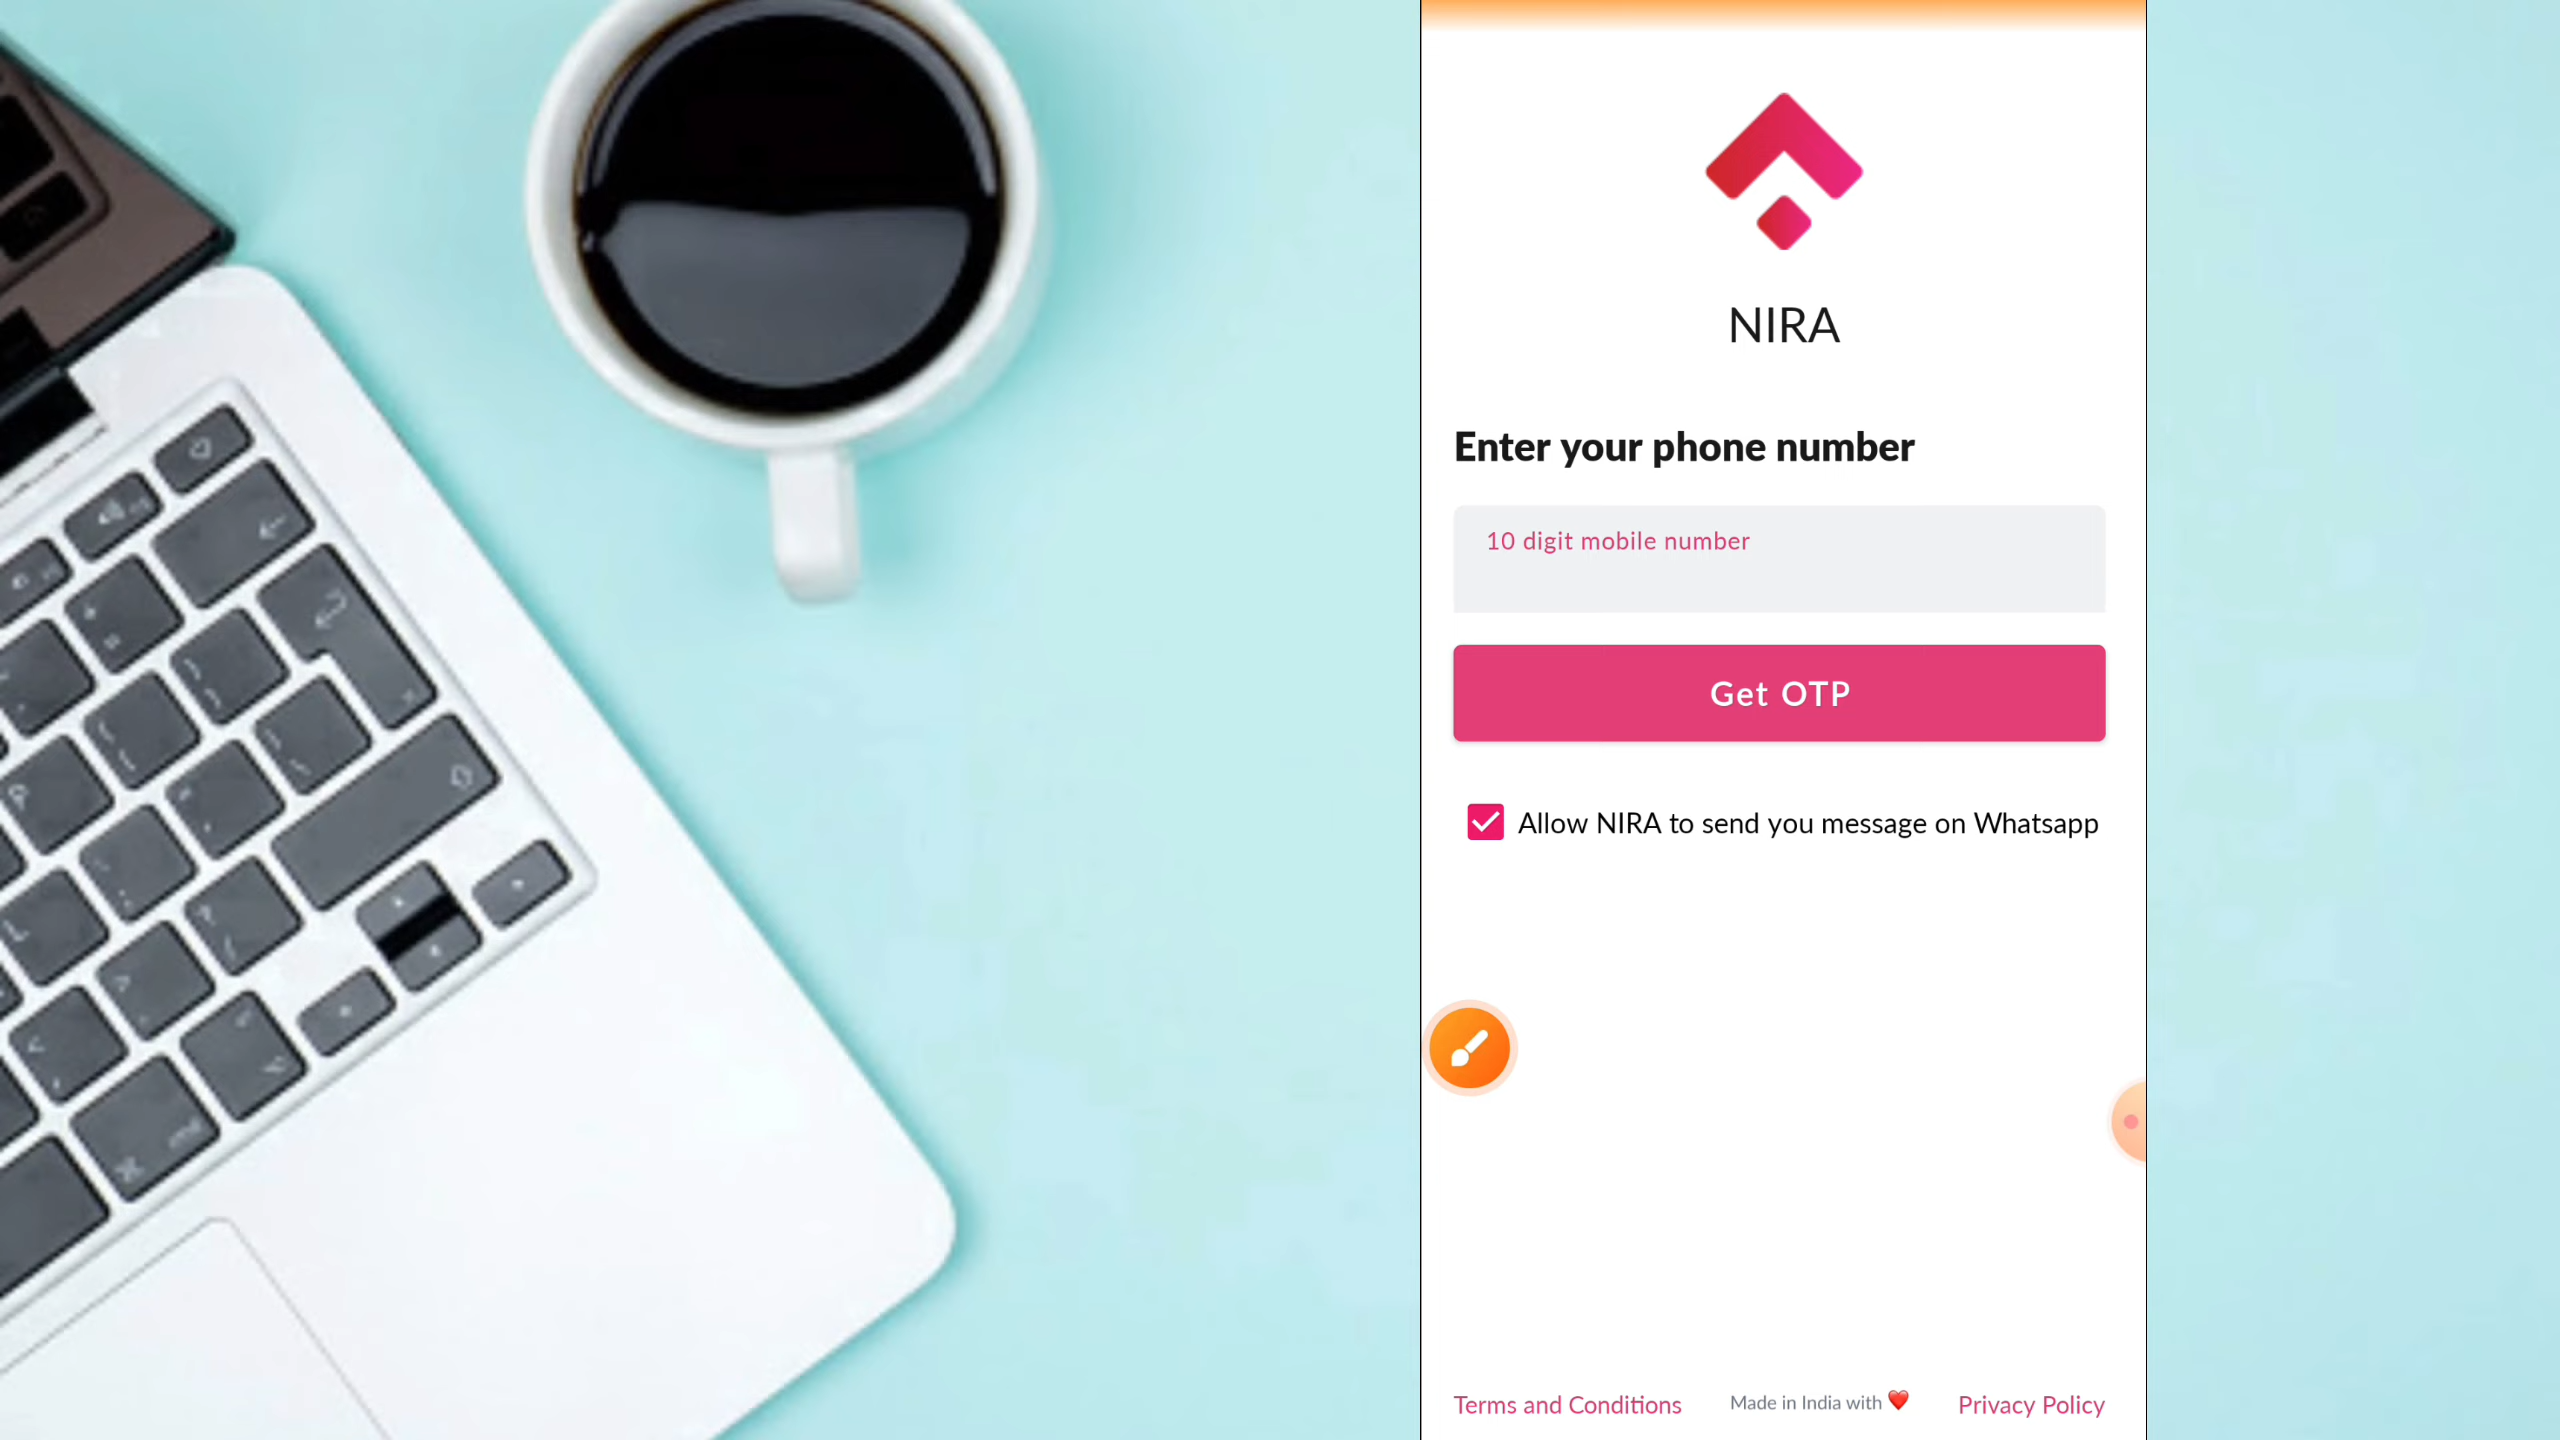 NIRA
Enter your phone number
10 digit mobile number
Get OTP
Allow NIRA to send you message on Whatsapp
Terms and Conditions
Made in India with ❤️
Privacy Policy